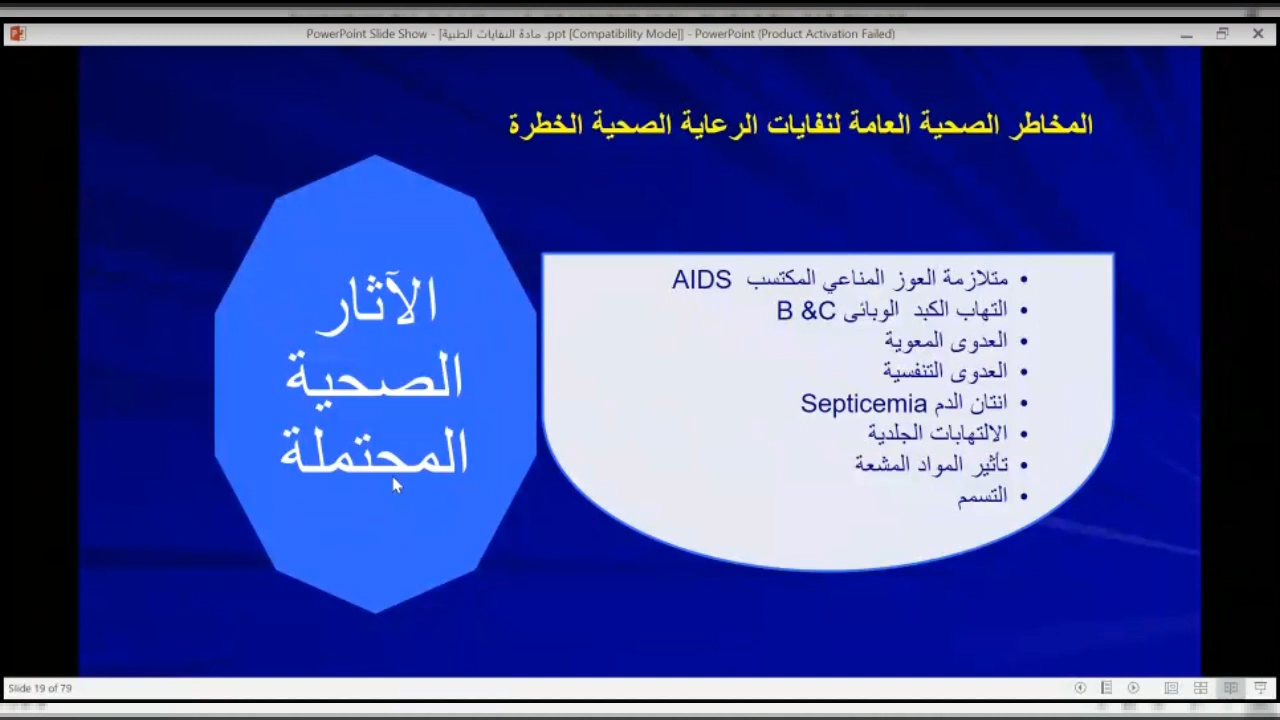 PowerPoint Slide Show - [مادة النفايات الطبية .ppt [Compatibility Mode]] - PowerPoint (Product Activation Failed)
المخاطر الصحية العامة لنفايات الرعاية الصحية الخطرة
• متلازمة العوز المناعي المكتسب AIDS
• التهاب الكبد الوبائى B &C
• العدوى المعوية
• العدوى التنفسية
• انتان الدم Septicemia
• الالتهابات الجلدية
• تأثير المواد المشعة
• التسمم
الآثار
الصحية
المحتملة
Slide 19 of 79